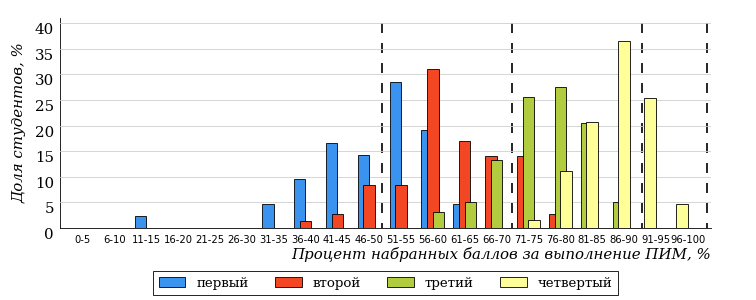 40
35
30
25
20
15
10
5
0
Доля студентов, %
0-5 6-10 11-15 16-20 21-25 26-30 31-35 36-40 41-45 46-50 51-55 56-60 61-65 66-70 71-75 76-80 81-85 86-90 91-95 96-100
Процент набранных баллов за выполнение ПИМ, %
первый второй третий четвертый